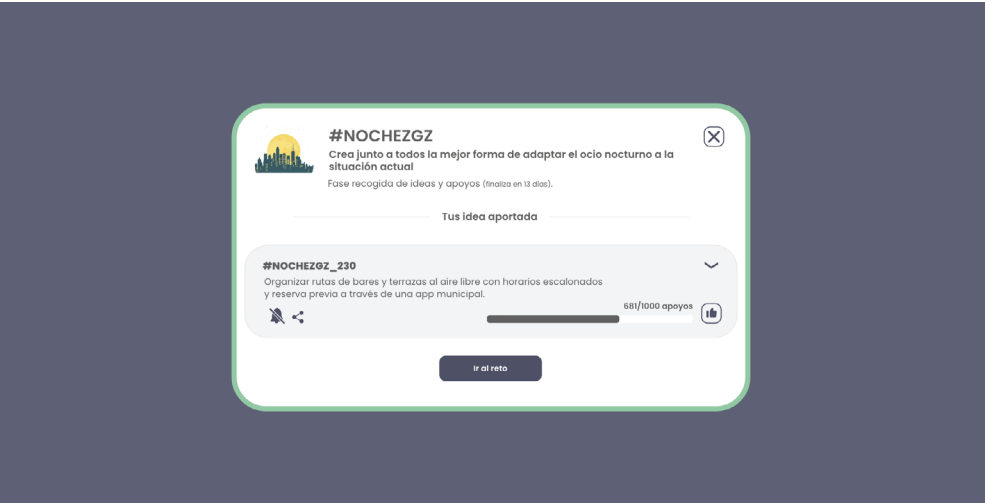 #NOCHEZGZ
Crea junto a todos la mejor forma de adaptar el ocio nocturno a la
situación actual
Fase recogida de ideas y apoyos (finaliza en 13 días).
Tus idea aportada
#NOCHEZGZ_230
Organizar rutas de bares y terrazas al aire libre con horarios escalonados
y reserva previa a través de una app municipal.
681/1000 apoyos
Ir al reto